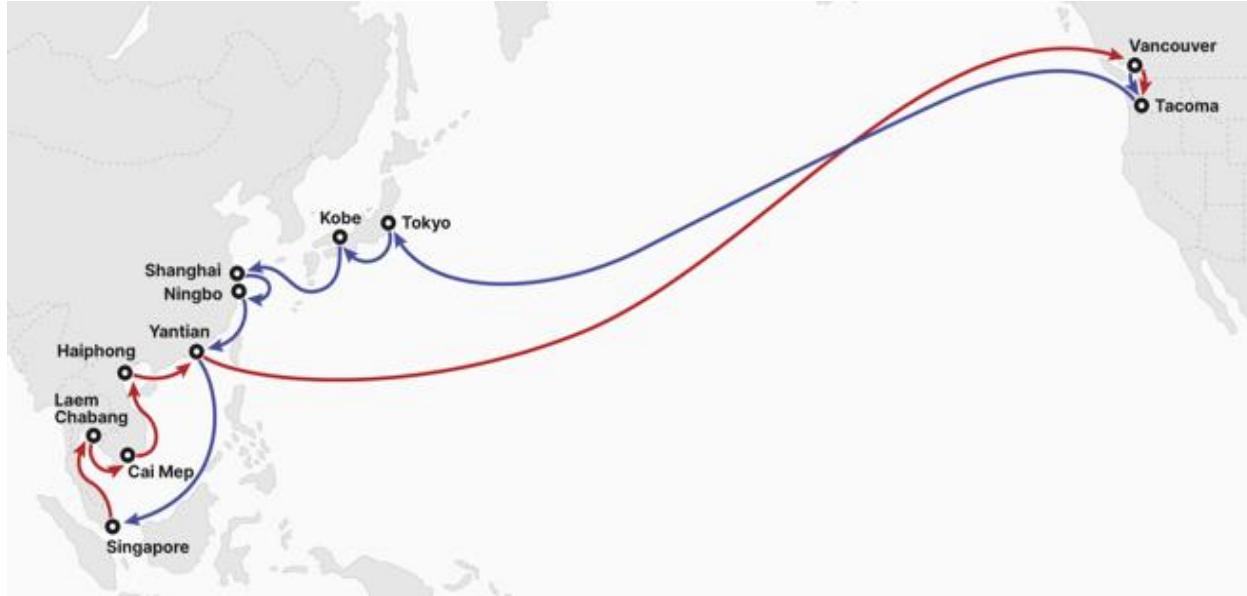 Vancouver
Tacoma
Kobe
Tokyo
Shanghai
Ningbo
Yantian
Haiphong
Laem
Chabang
Cai Mep
Singapore